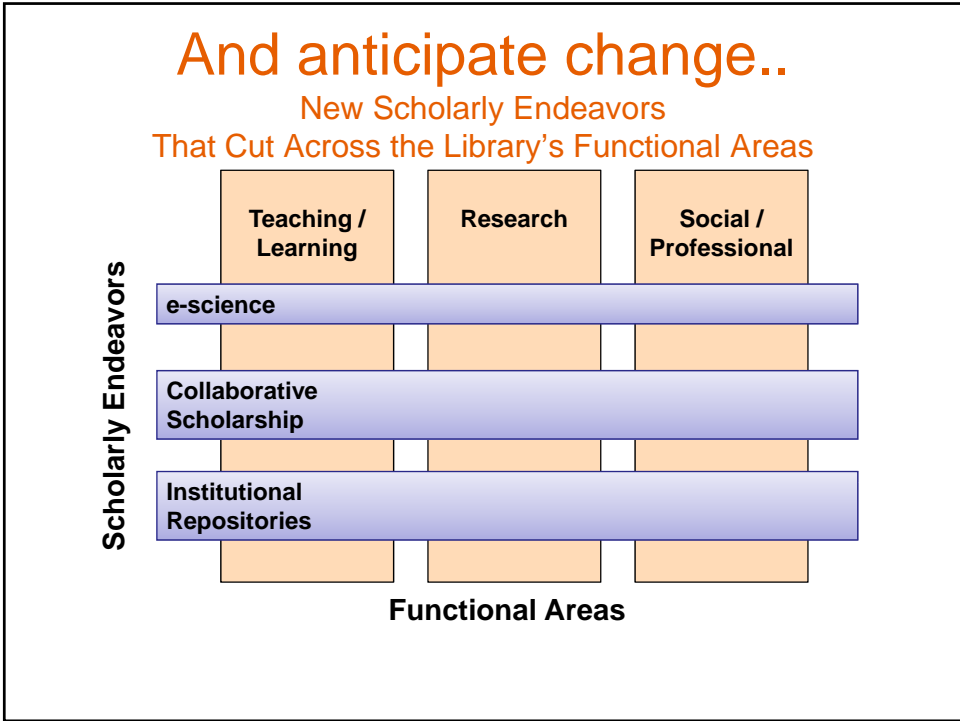 And anticipate change..
New Scholarly Endeavors
That Cut Across the Library’s Functional Areas
Teaching /
Learning
Research
Social /
Professional
Scholarly Endeavors
e-science
Collaborative
Scholarship
Institutional
Repositories
Functional Areas